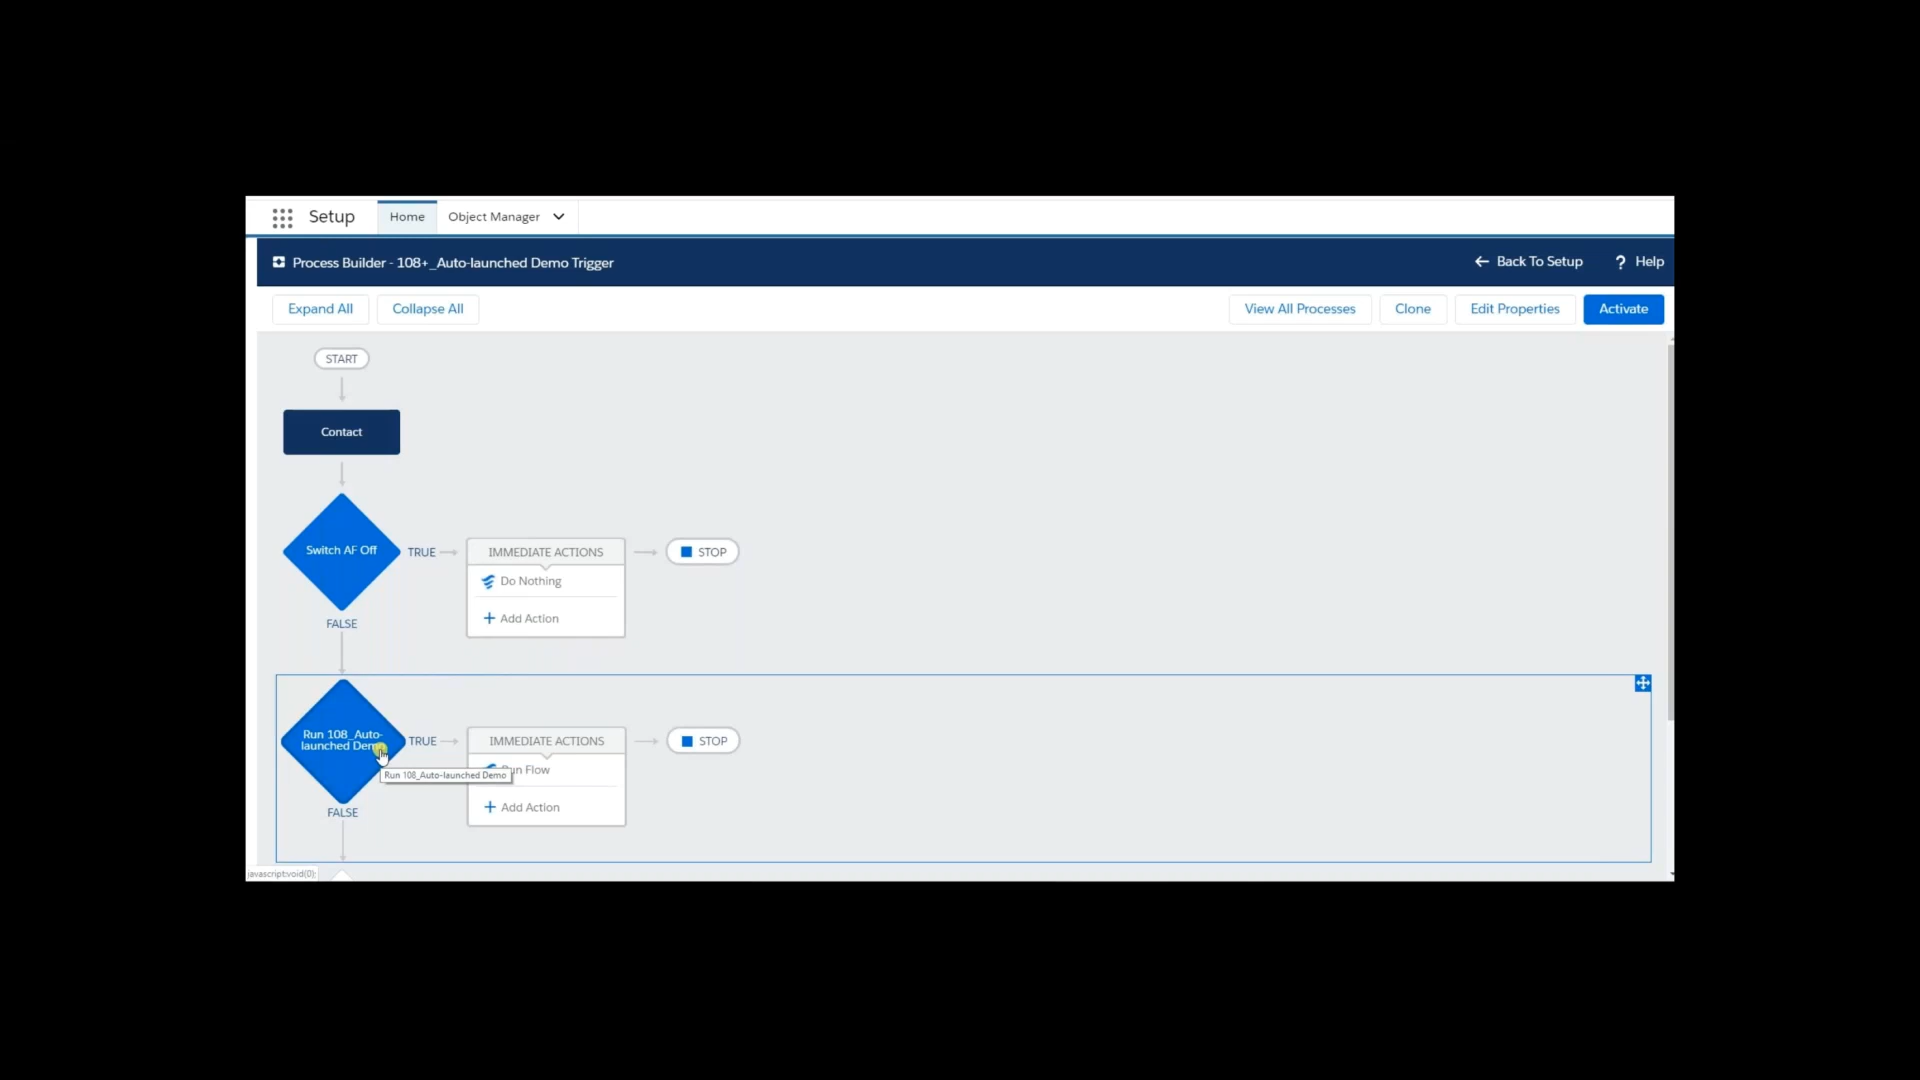 Setup
Home
Object Manager
Process Builder - 108+_Auto-launched Demo Trigger
Back To Setup
? Help
Expand All
Collapse All
View All Processes
Clone
Edit Properties
Activate
START
Contact
Switch AF Off
TRUE
IMMEDIATE ACTIONS
STOP
Do Nothing
+ Add Action
FALSE
Run 108_Auto-
launched Demo
TRUE
IMMEDIATE ACTIONS
STOP
Run Flow
Run 108_Auto-launched Demo
+ Add Action
FALSE
javascript:void(0);